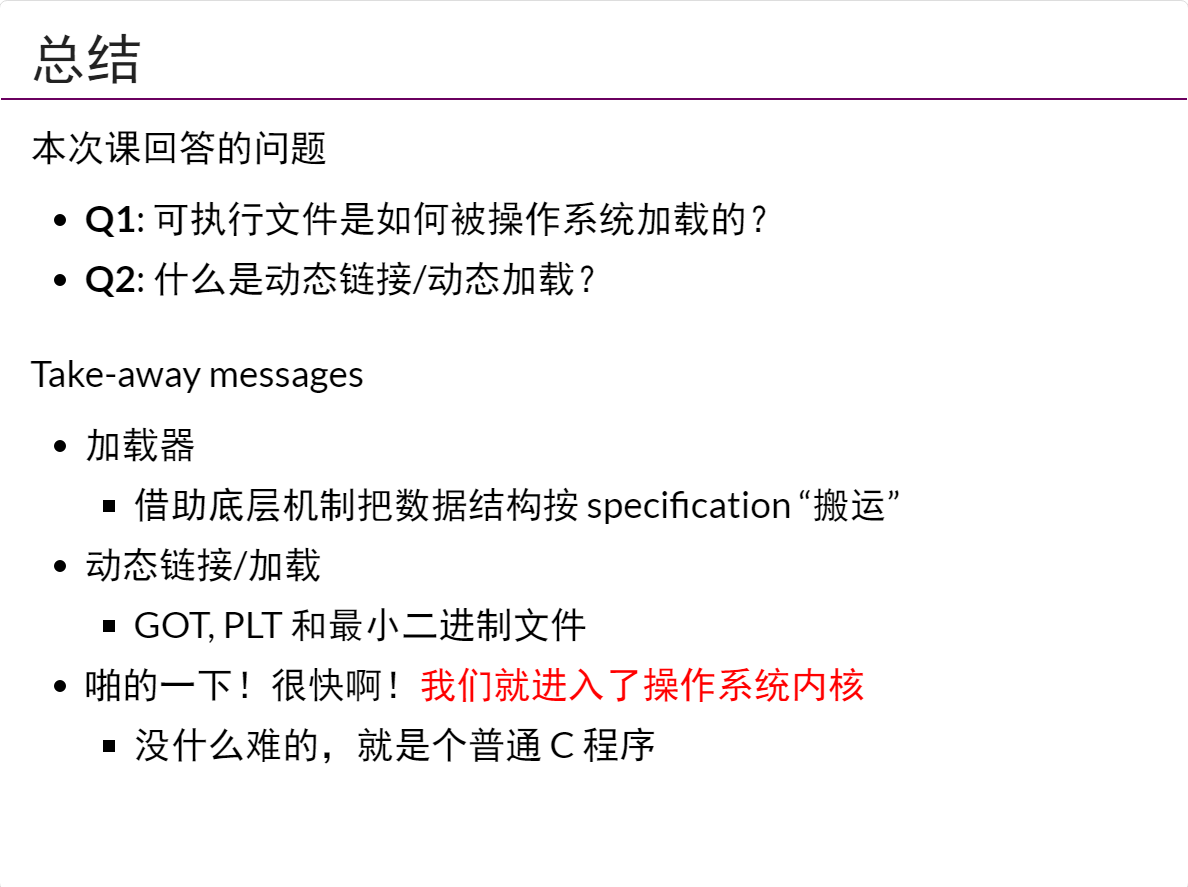 总结
本次课回答的问题
Q1: 可执行文件是如何被操作系统加载的?
Q2: 什么是动态链接/动态加载?
Take-away messages
加载器
借助底层机制把数据结构按 specification “搬运”
动态链接/加载
GOT, PLT 和最小二进制文件
啪的一下！很快啊！我们就进入了操作系统内核
没什么难的，就是个普通 C 程序